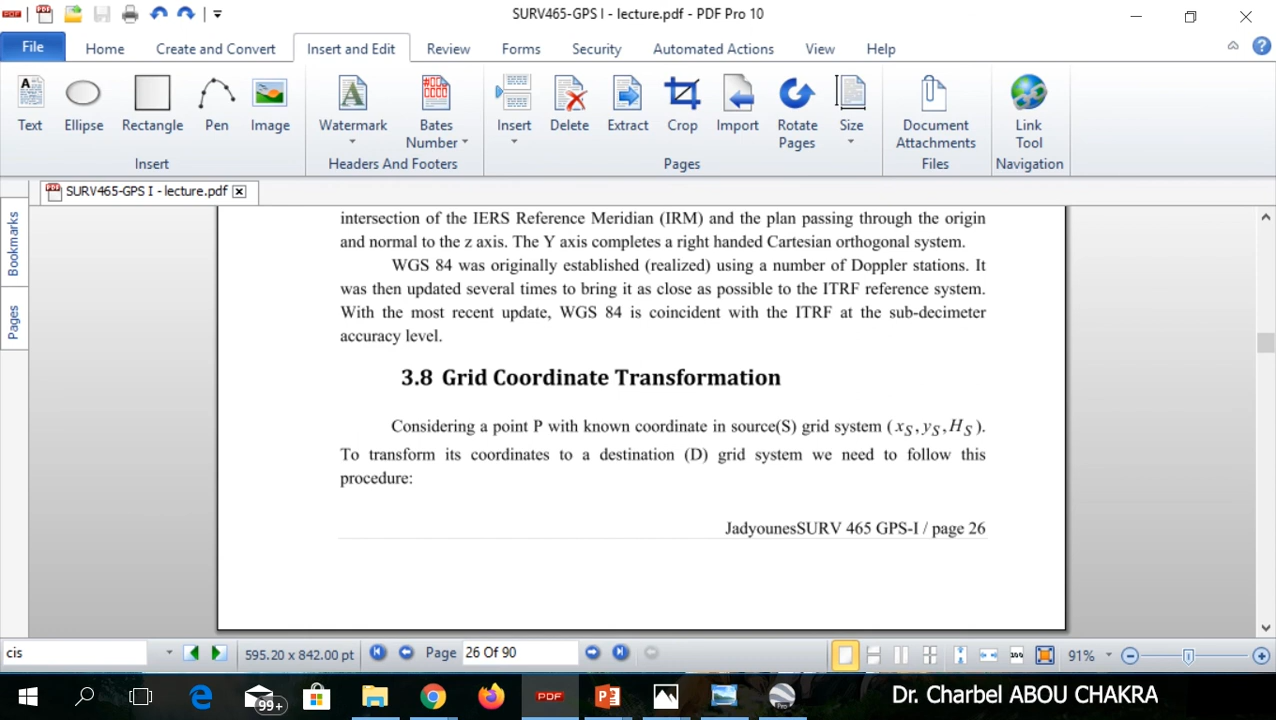 SURV465-GPS I - lecture.pdf - PDF Pro 10
File Home Create and Convert Insert and Edit Review Forms Security Automated Actions View Help
Text Ellipse Rectangle Pen Image Watermark Bates Number Insert Delete Extract Crop Import Rotate Pages Size Document Attachments Link Tool
Insert Headers And Footers Pages Files Navigation
SURV465-GPS I - lecture.pdf
Bookmarks
Pages
intersection of the IERS Reference Meridian (IRM) and the plan passing through the origin
and normal to the z axis. The Y axis completes a right handed Cartesian orthogonal system.
WGS 84 was originally established (realized) using a number of Doppler stations. It
was then updated several times to bring it as close as possible to the ITRF reference system.
With the most recent update, WGS 84 is coincident with the ITRF at the sub-decimeter
accuracy level.
3.8 Grid Coordinate Transformation
Considering a point P with known coordinate in source(S) grid system (x_S, y_S, H_S).
To transform its coordinates to a destination (D) grid system we need to follow this
procedure:
JadyounesSURV 465 GPS-I / page 26
cis 595.20 x 842.00 pt Page 26 Of 90 91%
99+ PDF Dr. Charbel ABOU CHAKRA